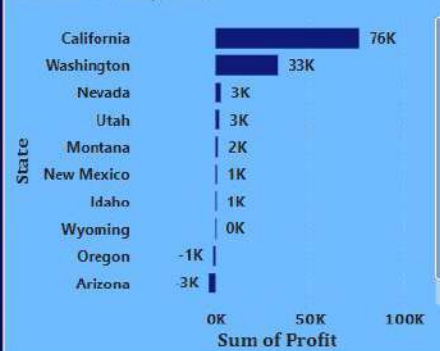 California 76K
Washington 33K
Nevada 3K
Utah 3K
Montana 2K
New Mexico 1K
Idaho 1K
Wyoming 0K
Oregon -1K
Arizona -3K
State
0K 50K 100K
Sum of Profit